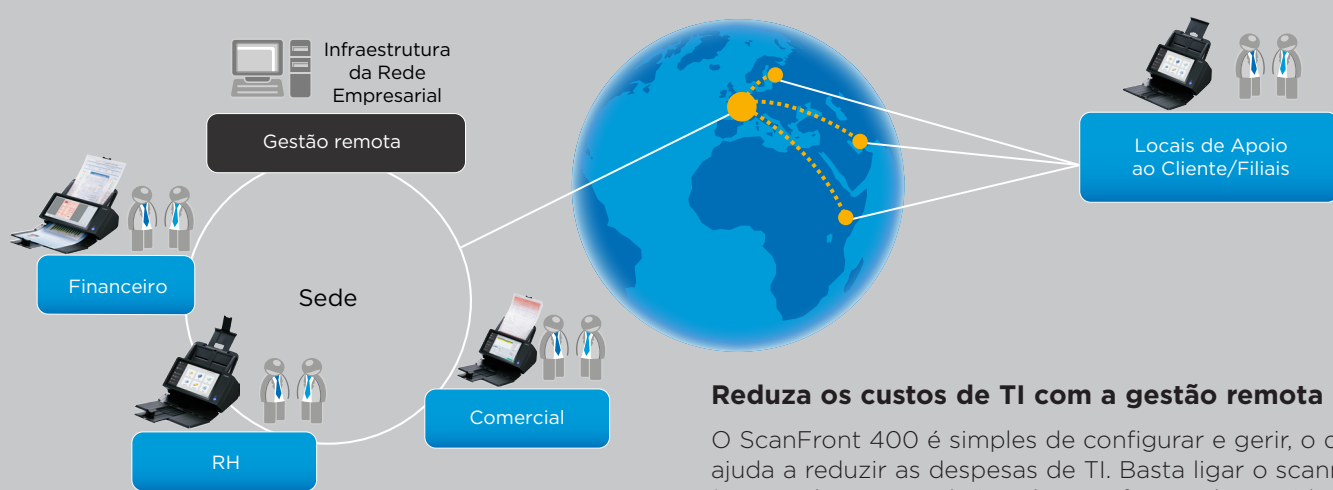 Infraestrutura
da Rede
Empresarial
Gestão remota
Locais de Apoio
ao Cliente/Filiais
Financeiro
Sede
Comercial
RH
Reduza os custos de TI com a gestão remota
O ScanFront 400 é simples de configurar e gerir, o
ajuda a reduzir as despesas de TI. Basta ligar o